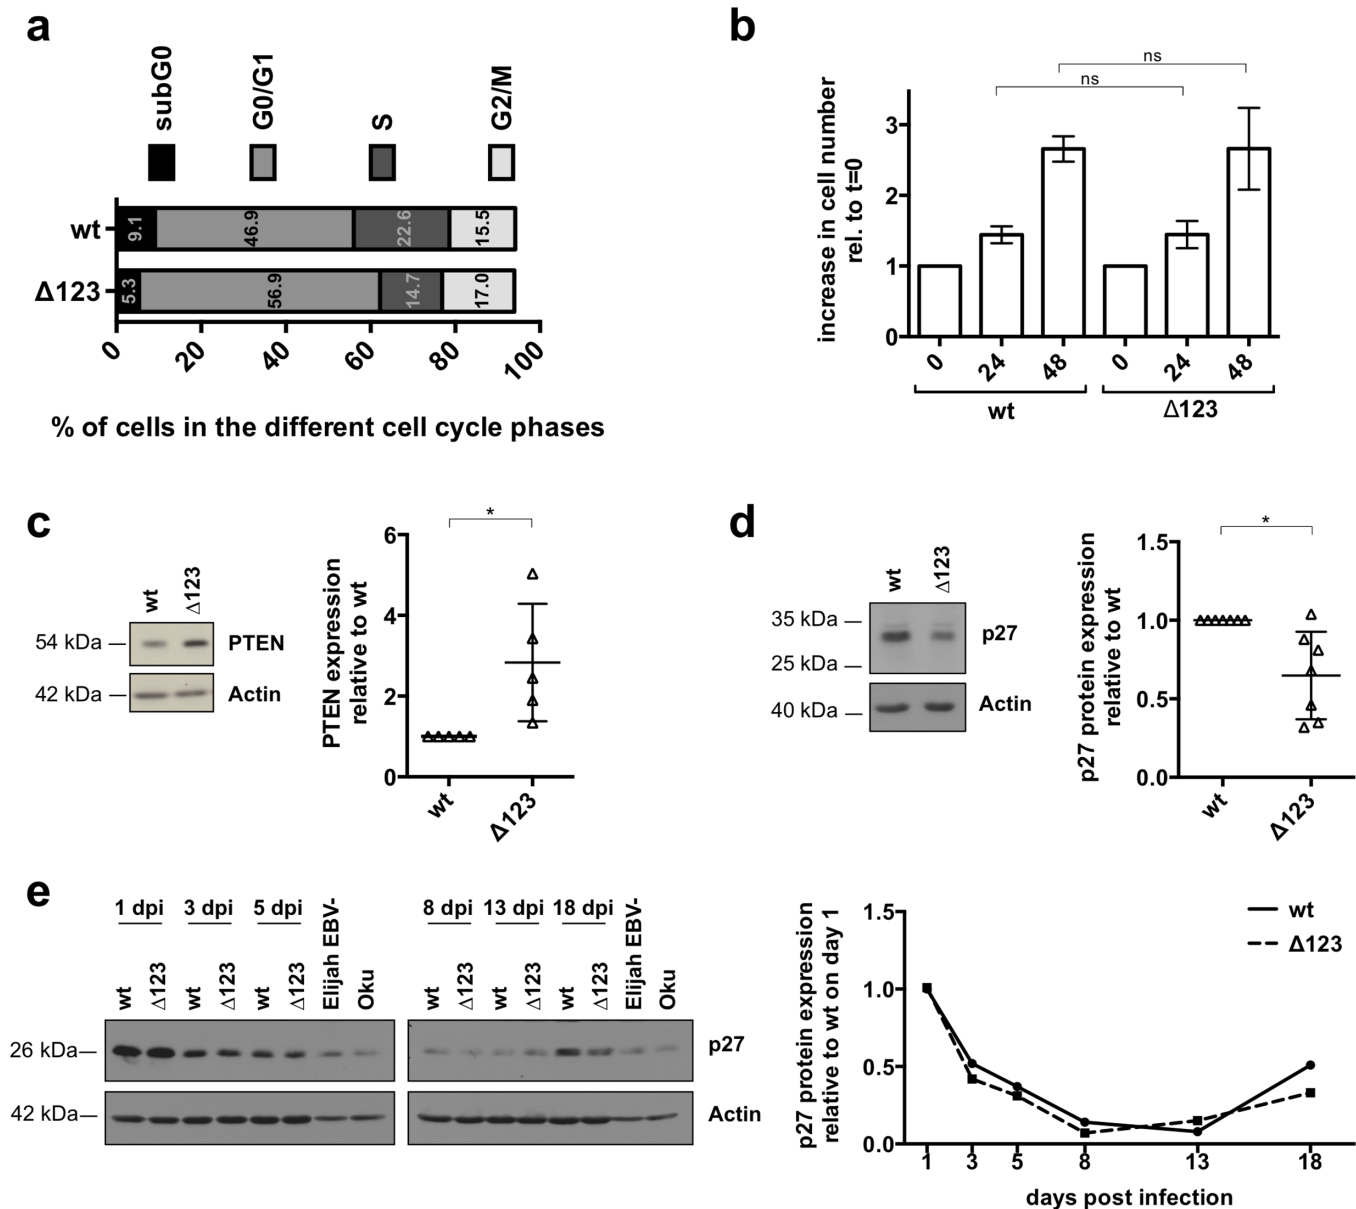 a
subG0
G0/G1
S
G2/M
wt
9.1
46.9
22.6
15.5
Δ123
5.3
56.9
14.7
17.0
0 20 40 60 80 100
% of cells in the different cell cycle phases
b
ns
ns
increase in cell number
rel. to t=0
3
2
1
0
0 24 48 0 24 48
wt Δ123
c
wt Δ123
54 kDa PTEN
42 kDa Actin
PTEN expression
relative to wt
*
6
4
2
0
wt Δ123
d
wt Δ123
35 kDa
p27
25 kDa
40 kDa Actin
p27 protein expression
relative to wt
*
1.5
1.0
0.5
0.0
wt Δ123
e
1 dpi 3 dpi 5 dpi
wt Δ123 wt Δ123 wt Δ123 Elijah EBV- Oku
8 dpi 13 dpi 18 dpi
wt Δ123 wt Δ123 wt Δ123 Elijah EBV- Oku
26 kDa p27
42 kDa Actin
p27 protein expression
relative to wt on day 1
1.5
1.0
0.5
0.0
wt
Δ123
1 3 5 8 13 18
days post infection